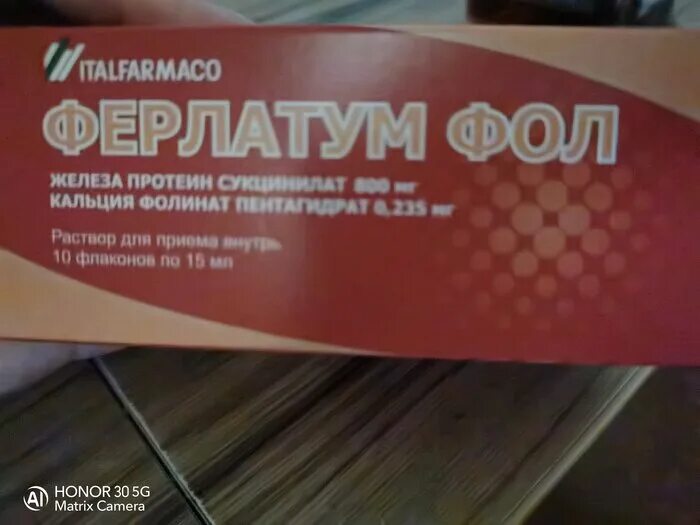 ITALFARMACO
ФЕРЛАТУМ ФОЛ
ЖЕЛЕЗА ПРОТЕИН СУКЦИНИЛАТ 800 мг
КАЛЬЦИЯ ФОЛИНАТ ПЕНТАГИДРАТ 0,235 мг
Раствор для приема внутрь
10 флаконов по 15 мл
AI HONOR 30 5G
Matrix Camera